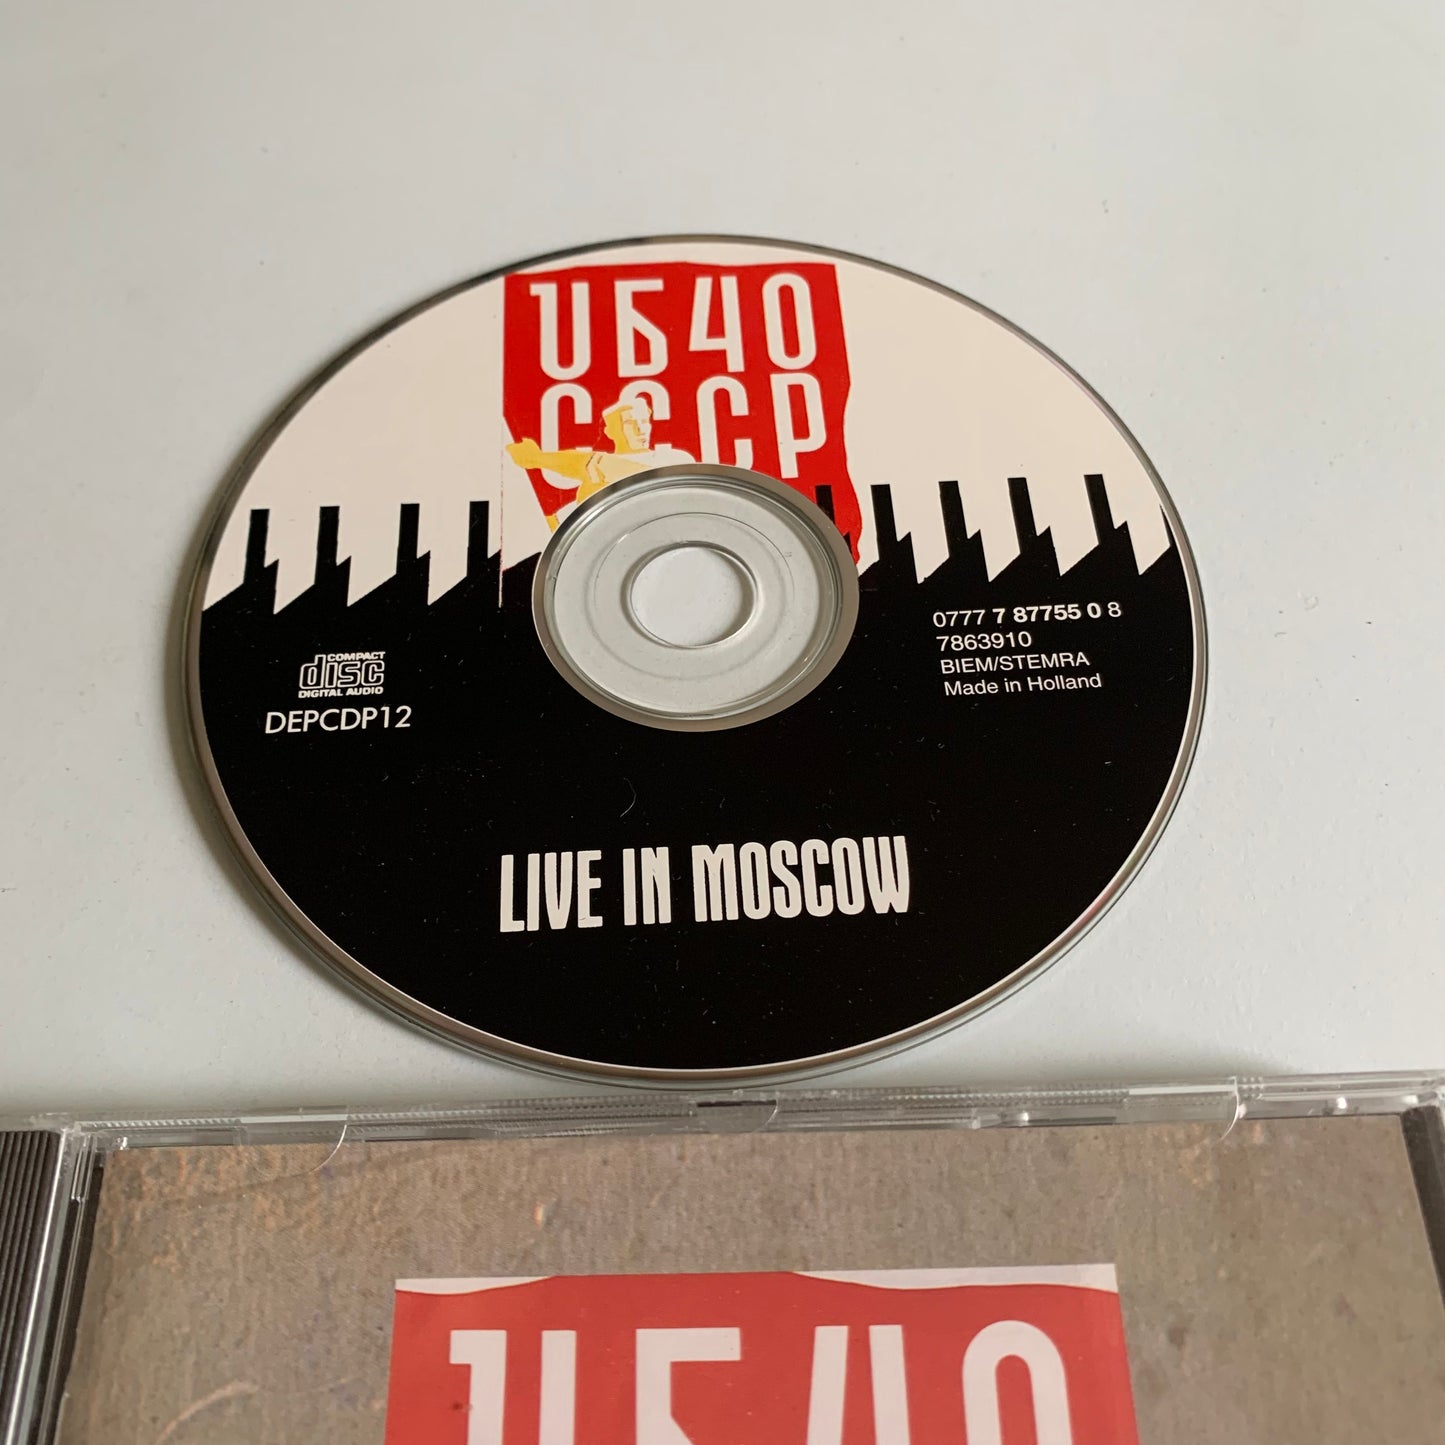 UБ40
CCCP
COMPACT
disc
DIGITAL AUDIO
DEPCDP12
0777 7 87755 0 8
7863910
BIEM/STEMRA
Made in Holland
LIVE IN MOSCOW
UБ40